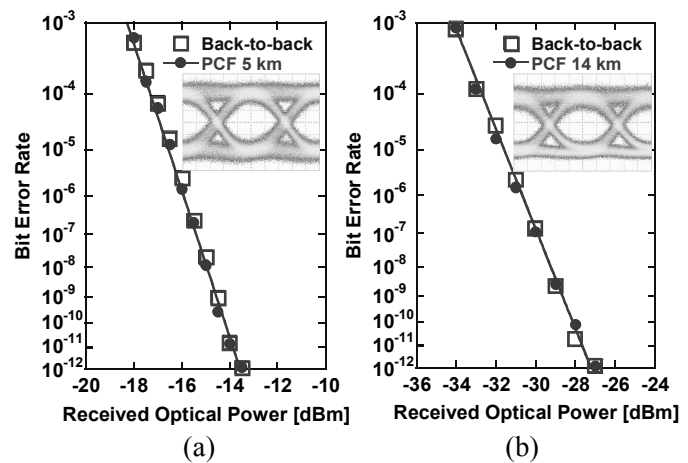 10-3
10-4
10-5
10-6
10-7
10-8
10-9
10-10
10-11
10-12
Bit Error Rate
Back-to-back
PCF 5 km
-20 -18 -16 -14 -12 -10
Received Optical Power [dBm]
(a)
10-3
10-4
10-5
10-6
10-7
10-8
10-9
10-10
10-11
10-12
Bit Error Rate
Back-to-back
PCF 14 km
-36 -34 -32 -30 -28 -26 -24
Received Optical Power [dBm]
(b)